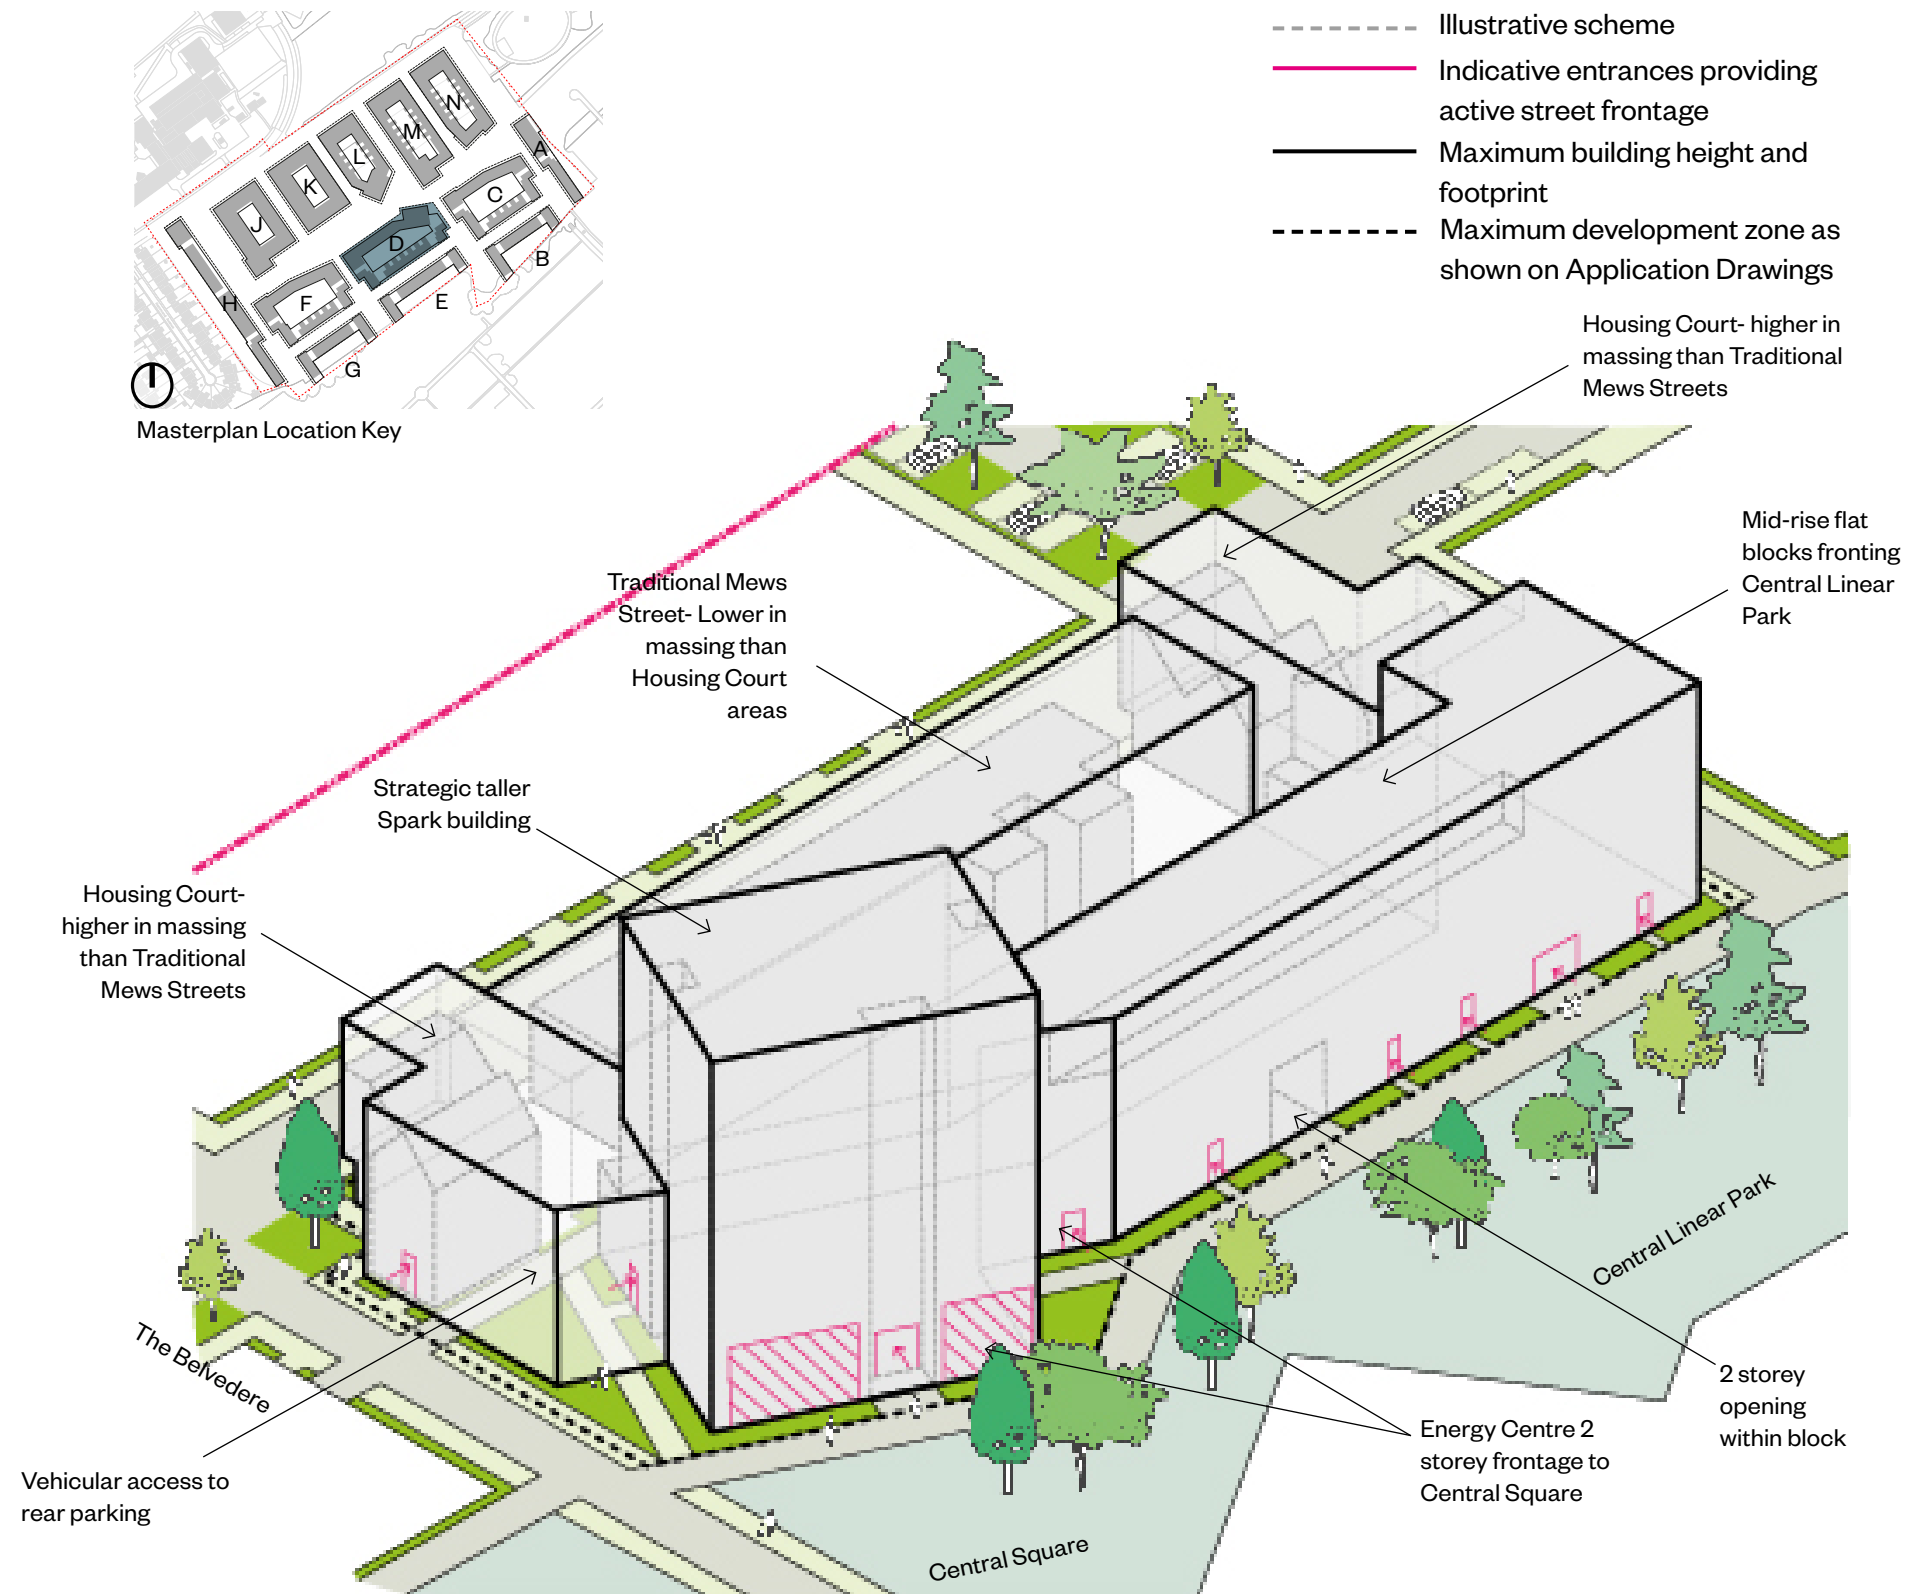 Illustrative scheme
Indicative entrances providing
active street frontage
Maximum building height and
footprint
Maximum development zone as
shown on Application Drawings
N
M
A
L
K
C
J
D
B
H
F
E
G
Masterplan Location Key
Housing Court- higher in
massing than Traditional
Mews Streets
Mid-rise flat
blocks fronting
Central Linear
Park
Traditional Mews
Street- Lower in
massing than
Housing Court
areas
Strategic taller
Spark building
Housing Court-
higher in massing
than Traditional
Mews Streets
Central Linear Park
The Belvedere
2 storey
opening
within block
Energy Centre 2
storey frontage to
Central Square
Vehicular access to
rear parking
Central Square